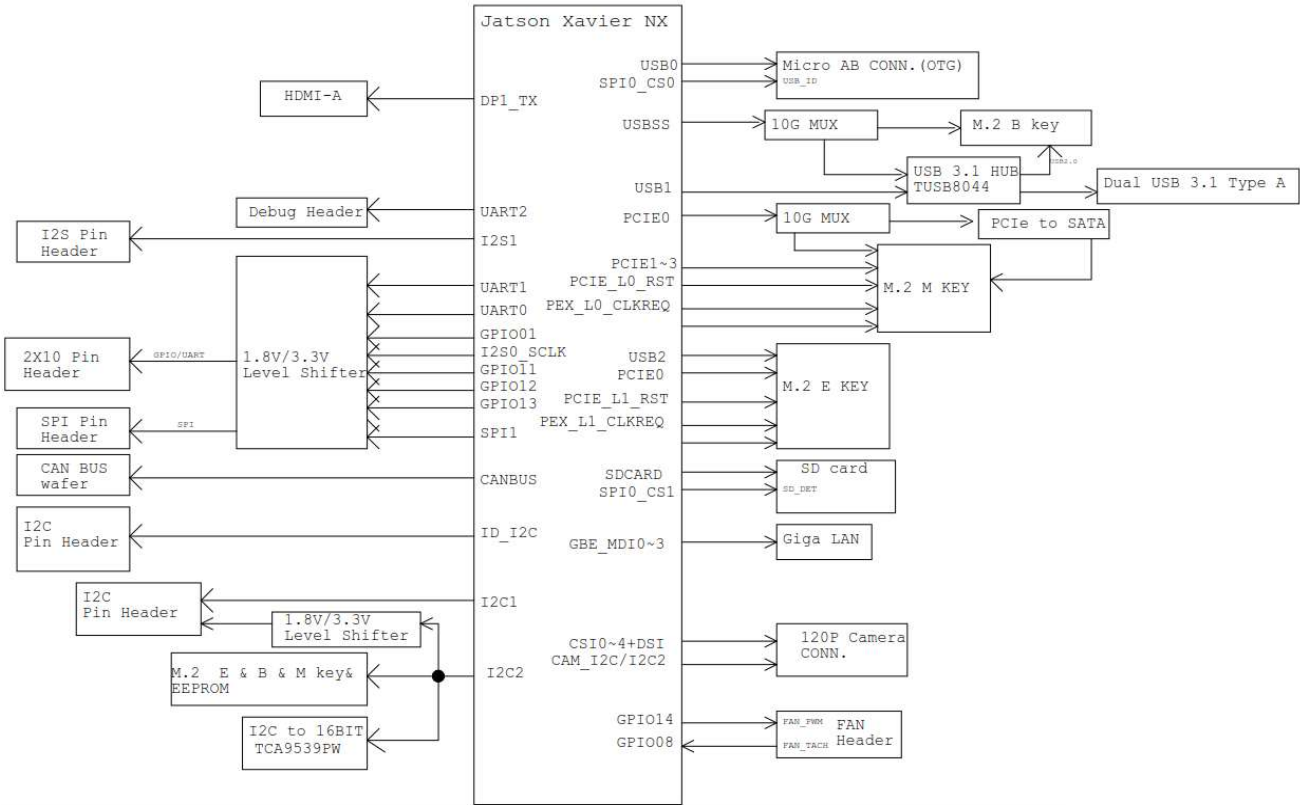 Jatson Xavier NX
HDMI-A
DP1_TX
Debug Header
UART2
I2S Pin
Header
I2S1
UART1
UART0
GPIO01
I2S0_SCLK
GPIO11
GPIO12
GPIO13
SPI1
1.8V/3.3V
Level Shifter
2X10 Pin
Header
GPIO/UART
SPI Pin
Header
SPI
CAN BUS
wafer
CANBUS
I2C
Pin Header
ID_I2C
I2C
Pin Header
I2C1
1.8V/3.3V
Level Shifter
M.2 E & B & M key&
EEPROM
I2C2
I2C to 16BIT
TCA9539PW
USB0
SPI0_CS0
Micro AB CONN.(OTG)
USB_ID
USBSS
10G MUX
M.2 B key
USB2.0
USB1
USB 3.1 HUB
TUSB8044
Dual USB 3.1 Type A
PCIE0
10G MUX
PCIe to SATA
PCIE1~3
PCIE_L0_RST
PEX_L0_CLKREQ
M.2 M KEY
USB2
PCIE0
PCIE_L1_RST
PEX_L1_CLKREQ
M.2 E KEY
SDCARD
SPI0_CS1
SD card
SD_DET
GBE_MDI0~3
Giga LAN
CSI0~4+DSI
CAM_I2C/I2C2
120P Camera
CONN.
GPIO14
GPIO08
FAN_PWM
FAN_TACH
FAN
Header